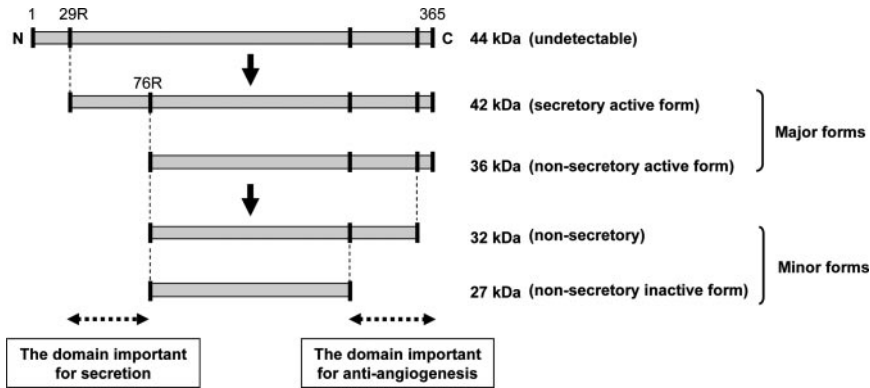 1 29R 365
N C 44 kDa (undetectable)
76R
42 kDa (secretory active form)
Major forms
36 kDa (non-secretory active form)
32 kDa (non-secretory)
Minor forms
27 kDa (non-secretory inactive form)
The domain important
for secretion
The domain important
for anti-angiogenesis